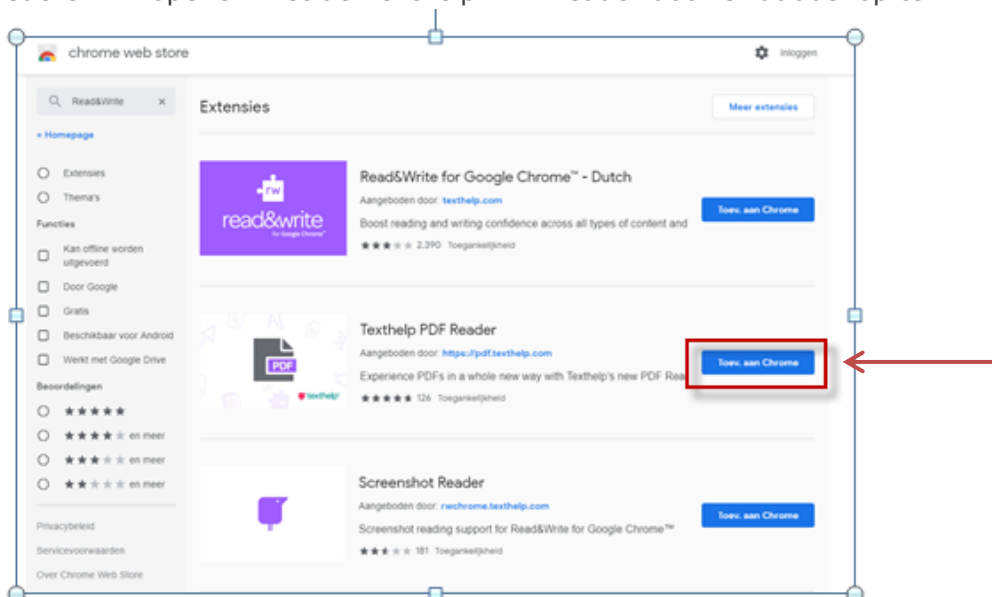 chrome web store
Inloggen
Read&Write x
« Homepage
Extensies
Thema's
Functies
Kan offline worden
uitgevoerd
Door Google
Gratis
Beschikbaar voor Android
Werkt met Google Drive
Beoordelingen
★★★★★
★★★★★ en meer
★★★★★ en meer
★★★★★ en meer
Privacybeleid
Servicevoorwaarden
Over Chrome Web Store
Extensies
Meer extensies
rw
read&write
for Google Chrome™
Read&Write for Google Chrome™ - Dutch
Aangeboden door: texthelp.com
Boost reading and writing confidence across all types of content and
2.390 Toegankelijkheid
Toev. aan Chrome
PDF
texthelp
Texthelp PDF Reader
Aangeboden door: https://pdf.texthelp.com
Experience PDFs in a whole new way with Texthelp's new PDF Rea
126 Toegankelijkheid
Toev. aan Chrome
Screenshot Reader
Aangeboden door: rwchrome.texthelp.com
Screenshot reading support for Read&Write for Google Chrome™
181 Toegankelijkheid
Toev. aan Chrome